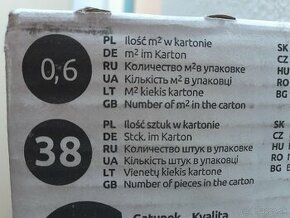 0,6
PL Ilość m² w kartonie SK
DE m² im Karton CZ
RU Количество м² в упаковке HU
UA Кількість м² в упаковці RO
LT M² kiekis kartone BG
GB Number of m² in the carton
38
PL Ilość sztuk w kartonie SK
DE Stck. im Karton CZ
RU Количество штук в упаковке HU
UA Кількість штук в упаковці HR
LT Vienetų kiekis kartone RO
GB Number of pieces in the carton BG
Gatunek Kvalita